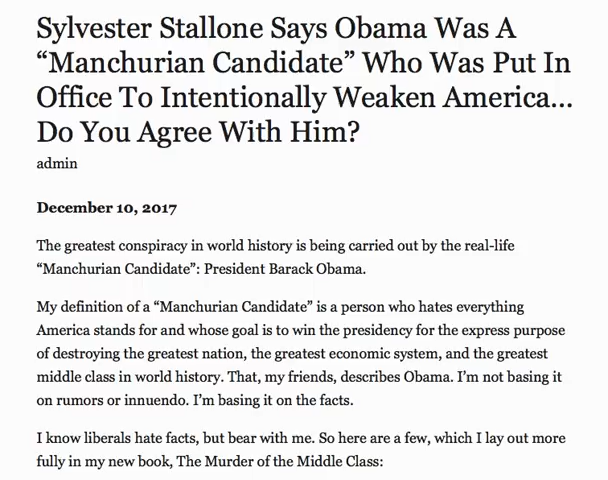 Sylvester Stallone Says Obama Was A
“Manchurian Candidate” Who Was Put In
Office To Intentionally Weaken America...
Do You Agree With Him?
admin
December 10, 2017
The greatest conspiracy in world history is being carried out by the real-life
“Manchurian Candidate”: President Barack Obama.
My definition of a “Manchurian Candidate” is a person who hates everything
America stands for and whose goal is to win the presidency for the express purpose
of destroying the greatest nation, the greatest economic system, and the greatest
middle class in world history. That, my friends, describes Obama. I’m not basing it
on rumors or innuendo. I’m basing it on the facts.
I know liberals hate facts, but bear with me. So here are a few, which I lay out more
fully in my new book, The Murder of the Middle Class: